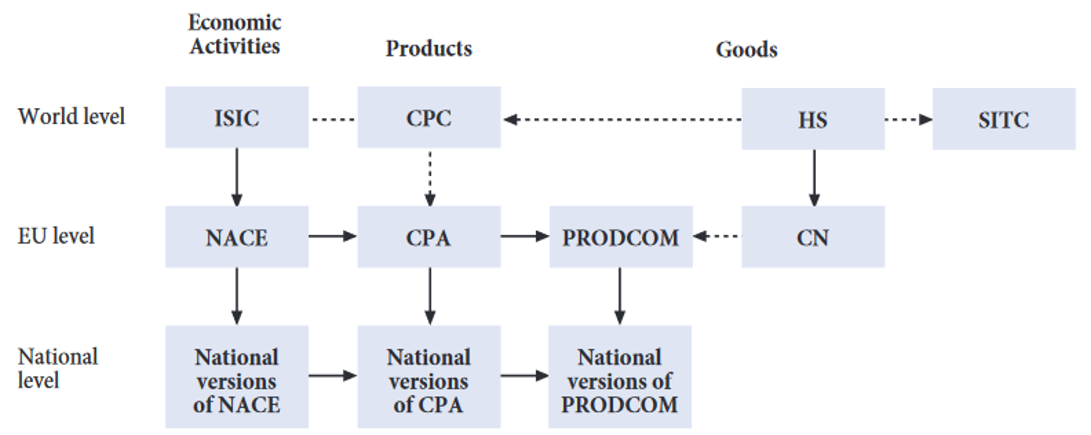 Economic
Activities
Products
Goods
World level
ISIC
CPC
HS
SITC
EU level
NACE
CPA
PRODCOM
CN
National
level
National
versions
of NACE
National
versions
of CPA
National
versions of
PRODCOM